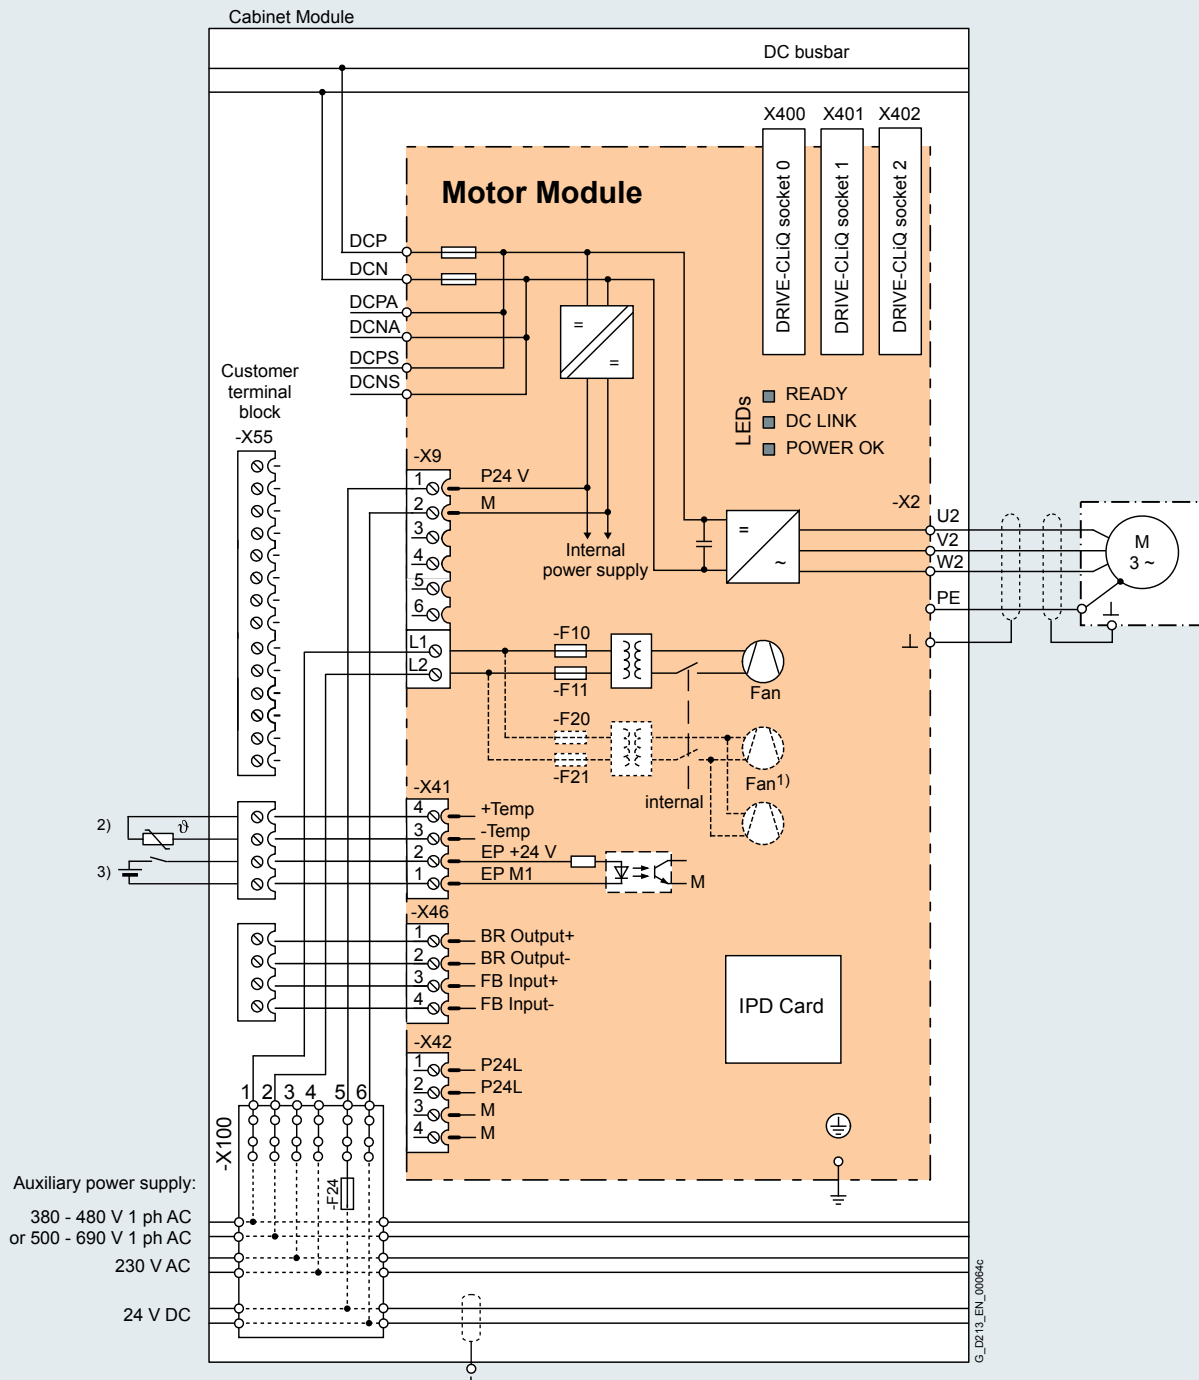 Cabinet Module
DC busbar
X400 X401 X402
DRIVE-CLiQ socket 0
DRIVE-CLiQ socket 1
DRIVE-CLiQ socket 2
Motor Module
DCP
DCN
DCPA
DCNA
DCPS
DCNS
=
=
LEDs
READY
DC LINK
POWER OK
Customer
terminal
block
-X55
-X9
1 P24 V
2 M
3
4
5
6
L1
L2
Internal
power supply
=
~
-X2
U2
V2
W2
PE
M
3 ~
-F10
-F11
Fan
-F20
-F21
Fan1)
internal
-X41
4 +Temp
3 -Temp
2 EP +24 V
1 EP M1
M
2)
ϑ
3)
-X46
1 BR Output+
2 BR Output-
3 FB Input+
4 FB Input-
IPD Card
-X42
1 P24L
2 P24L
3 M
4 M
1 2 3 4 5 6
-X100
-F24
Auxiliary power supply:
380 - 480 V 1 ph AC
or 500 - 690 V 1 ph AC
230 V AC
24 V DC
G_D213_EN_00064c